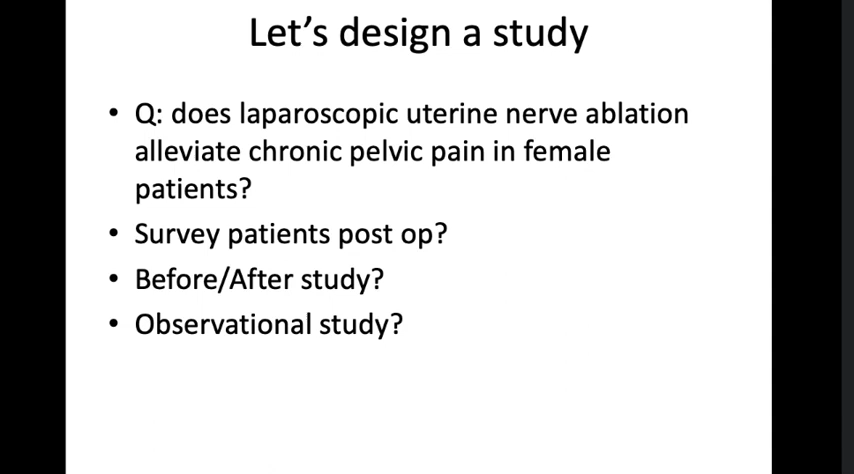 Let’s design a study
• Q: does laparoscopic uterine nerve ablation
alleviate chronic pelvic pain in female
patients?
• Survey patients post op?
• Before/After study?
• Observational study?